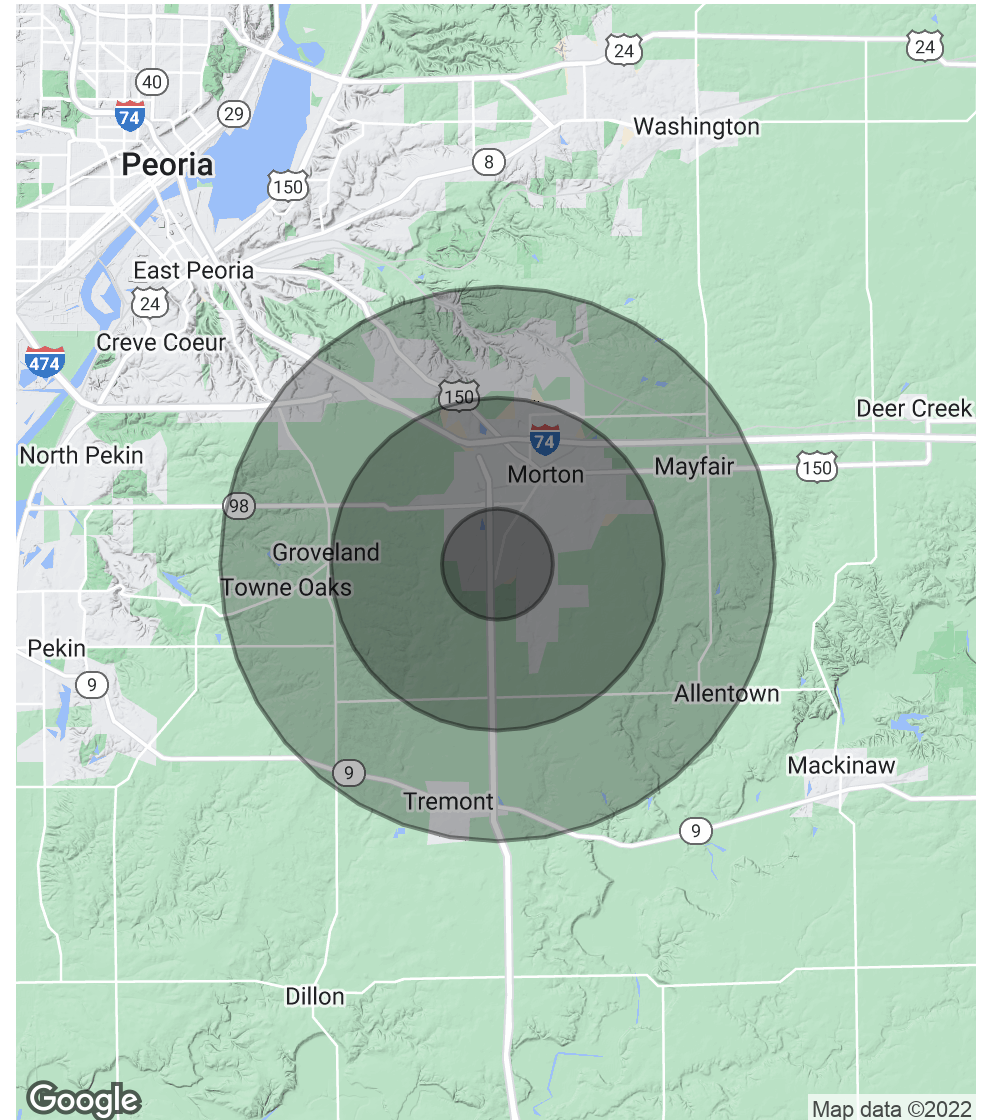 24
24
40
74
29
Washington
Peoria
8
150
East Peoria
24
Creve Coeur
474
150
Deer Creek
74
North Pekin
Morton
Mayfair
150
98
Groveland
Towne Oaks
Pekin
9
Allentown
Mackinaw
9
Tremont
9
Dillon
Google
Map data ©2022